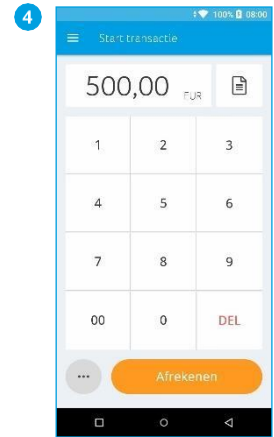 4
100% 08:00
Start transactie
500,00 EUR
1 2 3
4 5 6
7 8 9
00 0 DEL
... Afrekenen